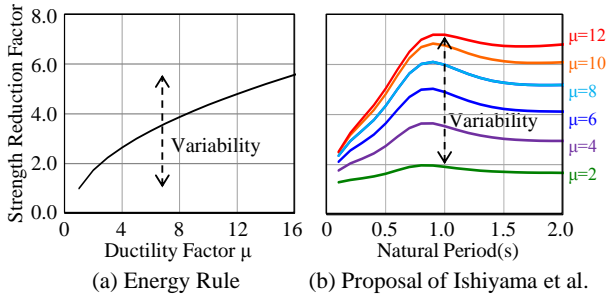 Strength Reduction Factor
8.0
6.0
4.0
2.0
0.0
0
4
8
12
16
Variability
Ductility Factor μ
(a) Energy Rule
μ=12
μ=10
μ=8
μ=6
μ=4
μ=2
Variability
0.0
0.5
1.0
1.5
2.0
Natural Period(s)
(b) Proposal of Ishiyama et al.